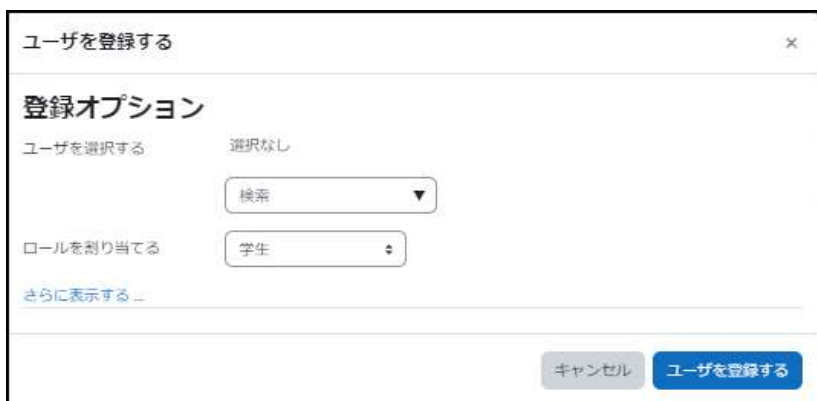 ユーザを登録する ×
登録オプション
ユーザを選択する 選択なし
検索 ▼
ロールを割り当てる 学生
さらに表示する ...
キャンセル ユーザを登録する